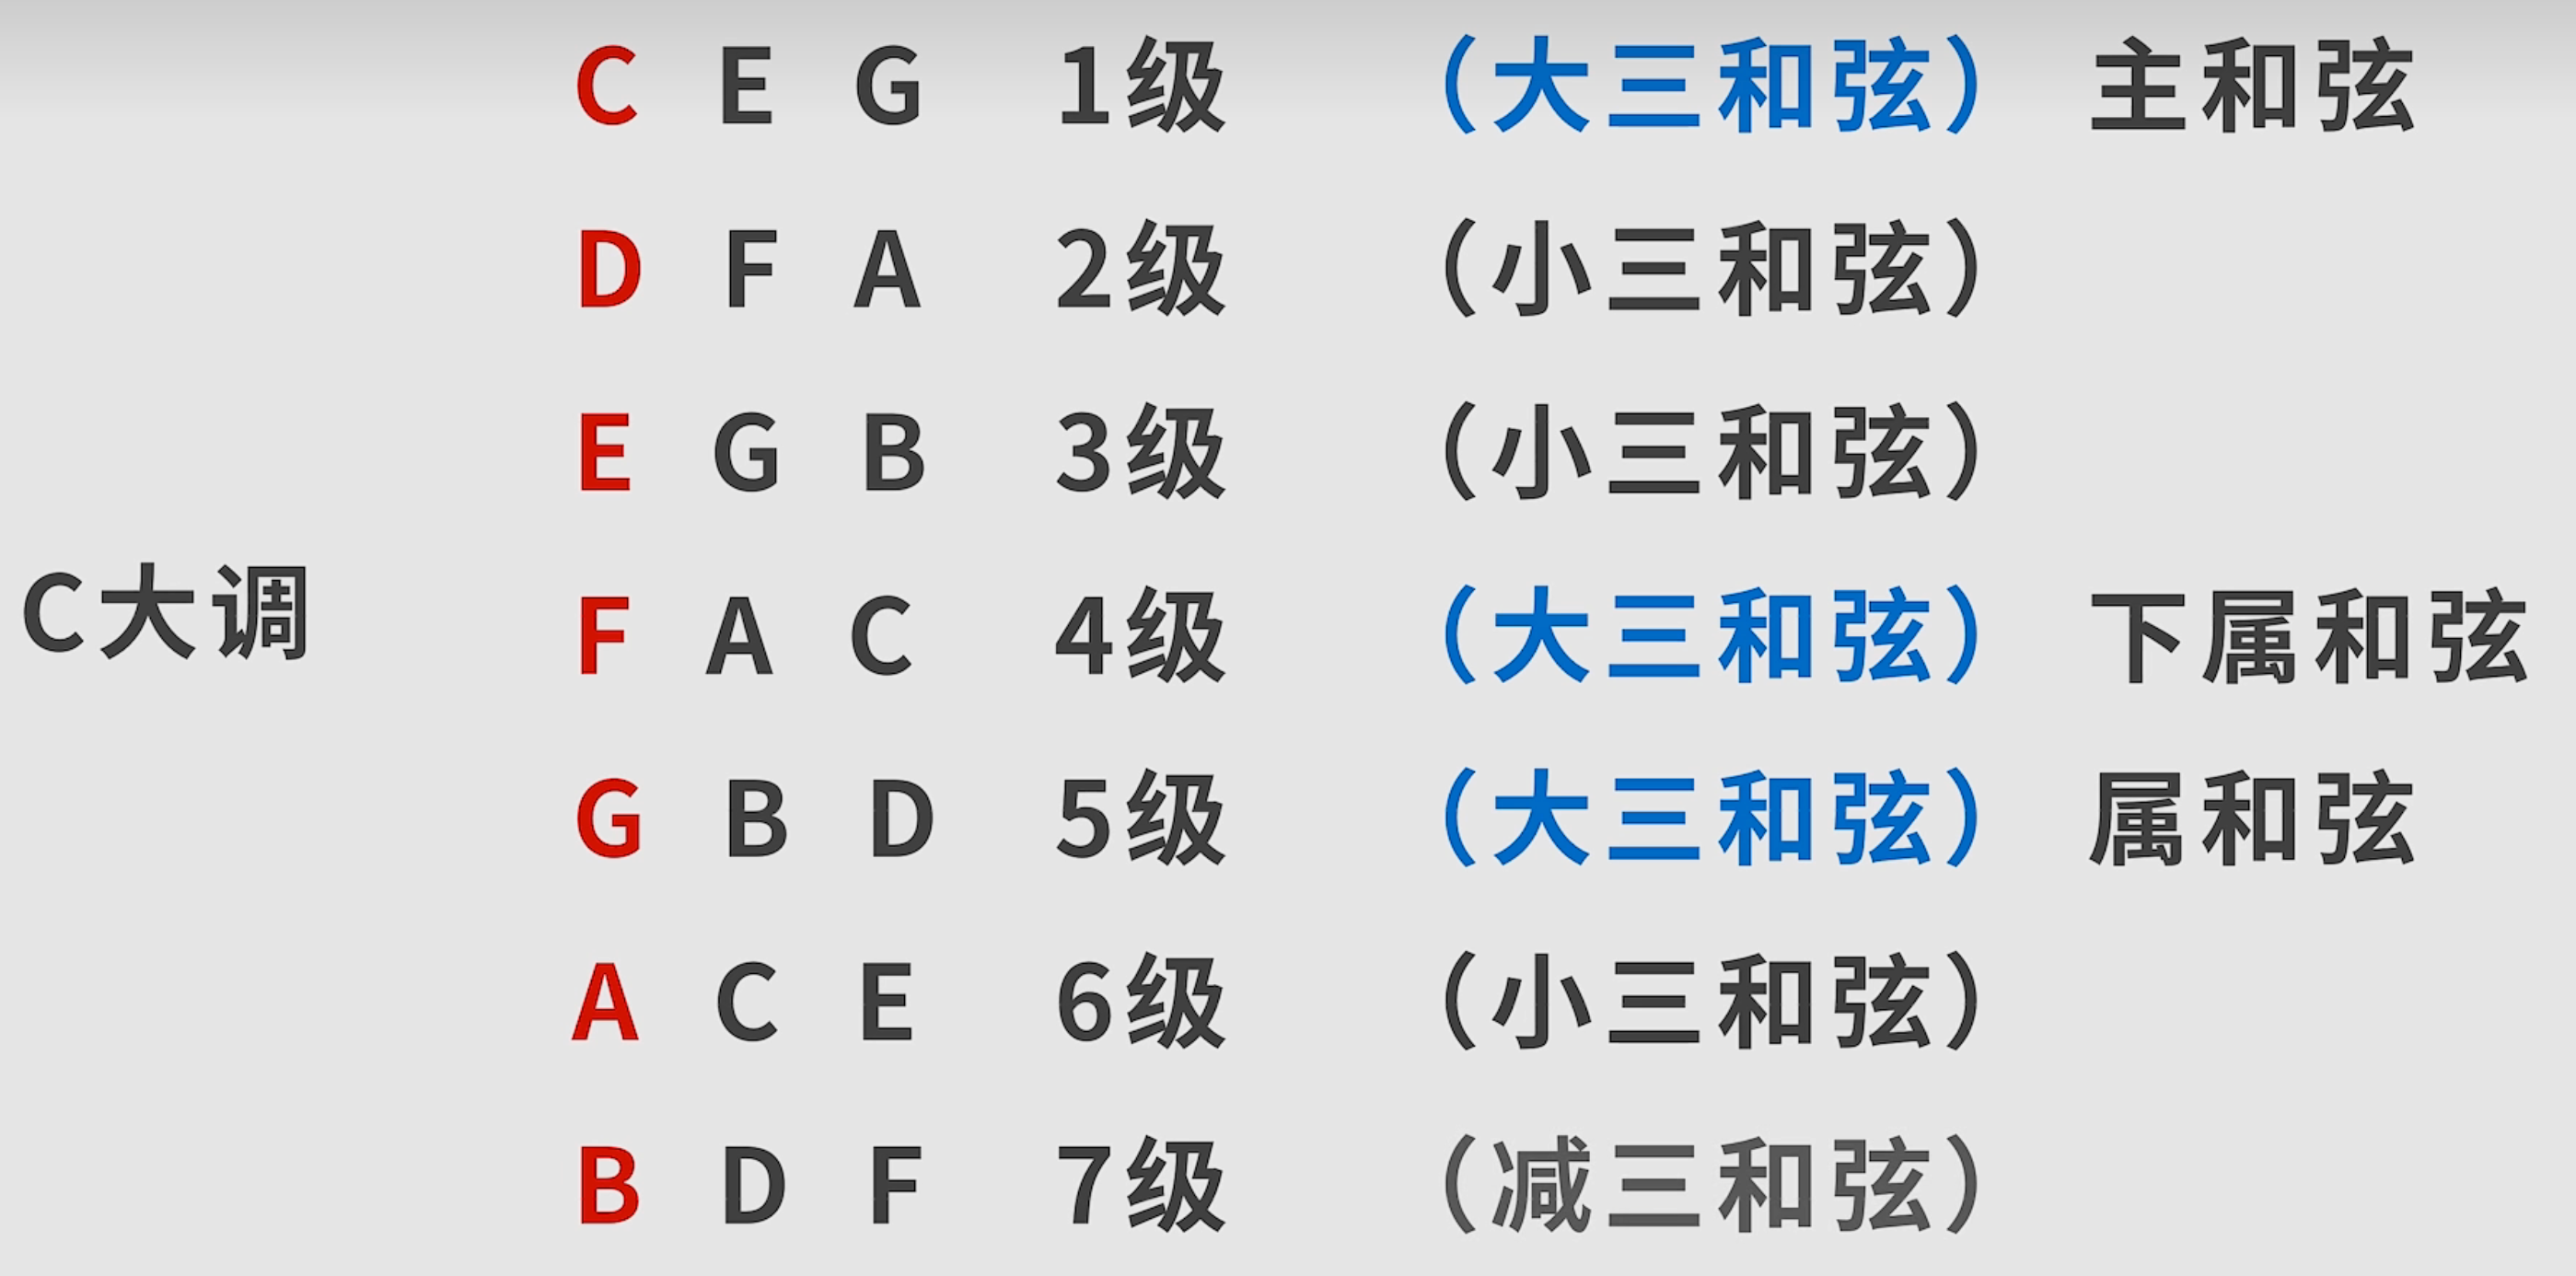 C E G 1级 （大三和弦） 主和弦
D F A 2级 （小三和弦）
E G B 3级 （小三和弦）
C大调
F A C 4级 （大三和弦） 下属和弦
G B D 5级 （大三和弦） 属和弦
A C E 6级 （小三和弦）
B D F 7级 （减三和弦）